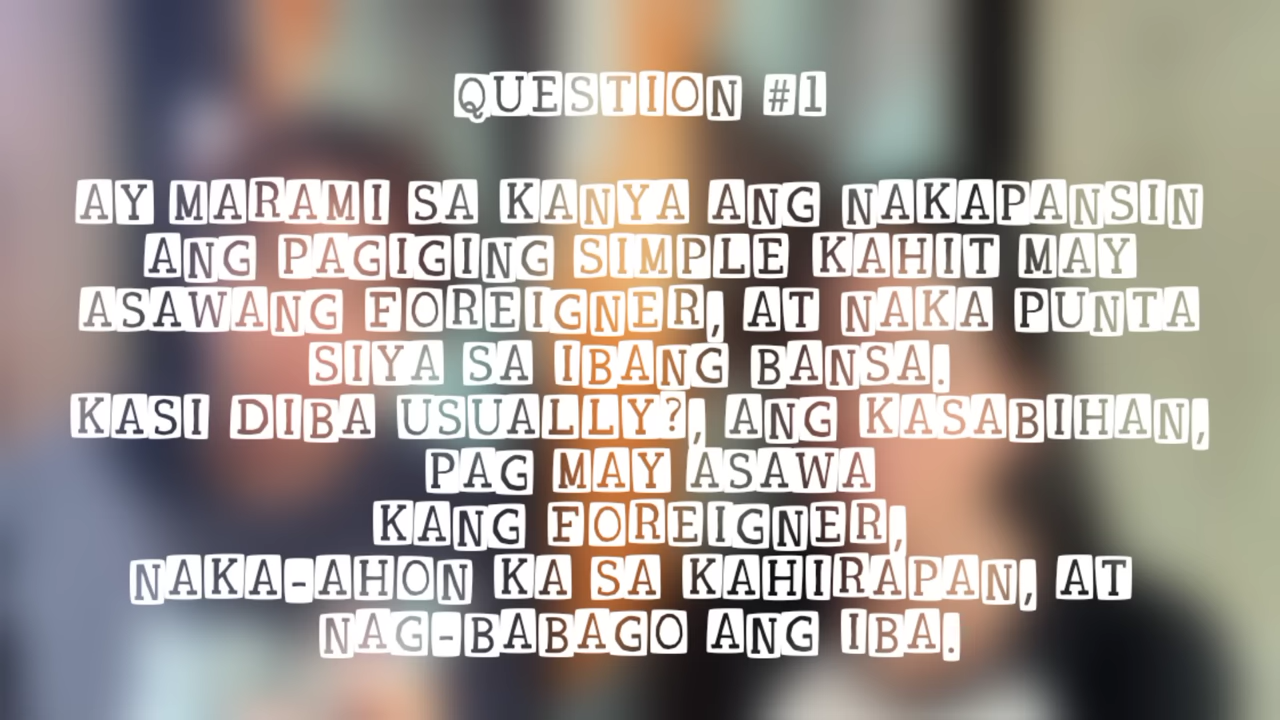 QUESTION #1
AY MARAMI SA KANYA ANG NAKAPANSIN
ANG PAGIGING SIMPLE KAHIT MAY
ASAWANG FOREIGNER, AT NAKA PUNTA
SIYA SA IBANG BANSA.
KASI DIBA USUALLY?, ANG KASABIHAN,
PAG MAY ASAWA
KANG FOREIGNER,
NAKA-AHON KA SA KAHIRAPAN, AT
NAG-BABAGO ANG IBA.